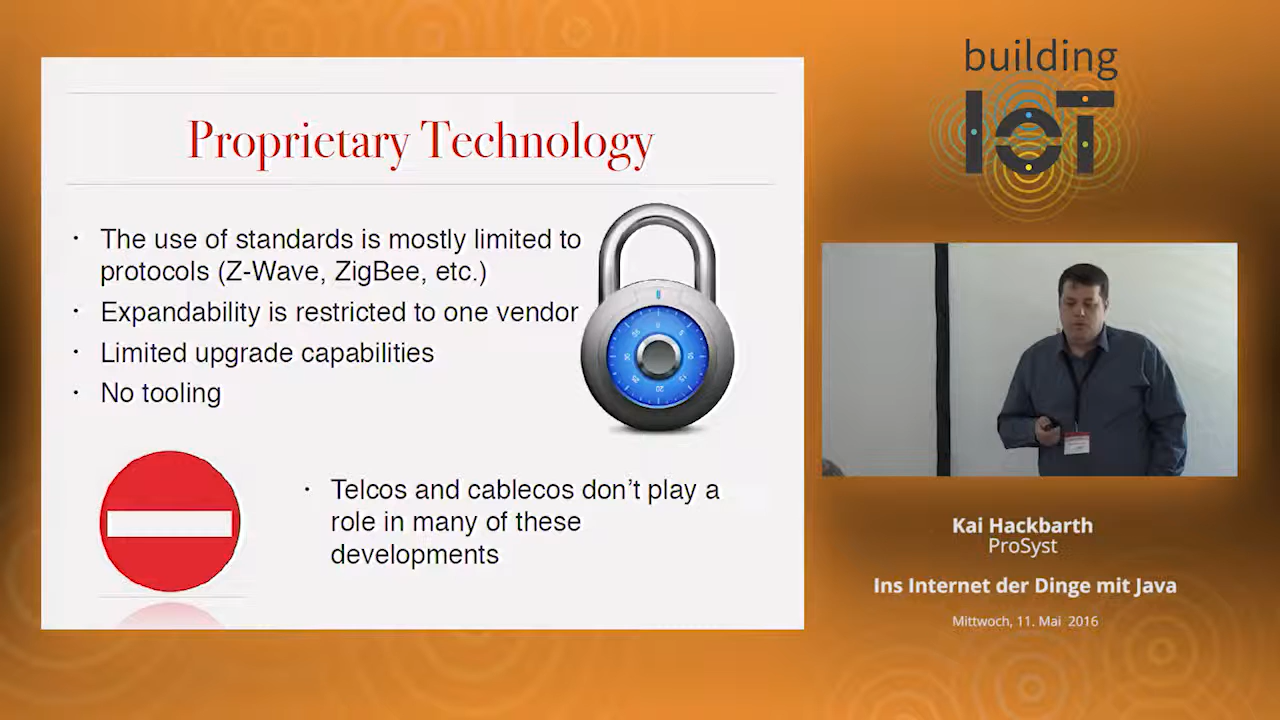 Proprietary Technology
· The use of standards is mostly limited to
protocols (Z-Wave, ZigBee, etc.)
· Expandability is restricted to one vendor
· Limited upgrade capabilities
· No tooling
· Telcos and cablecos don't play a
role in many of these
developments
building
IoT
Kai Hackbarth
ProSyst
Ins Internet der Dinge mit Java
Mittwoch, 11. Mai 2016